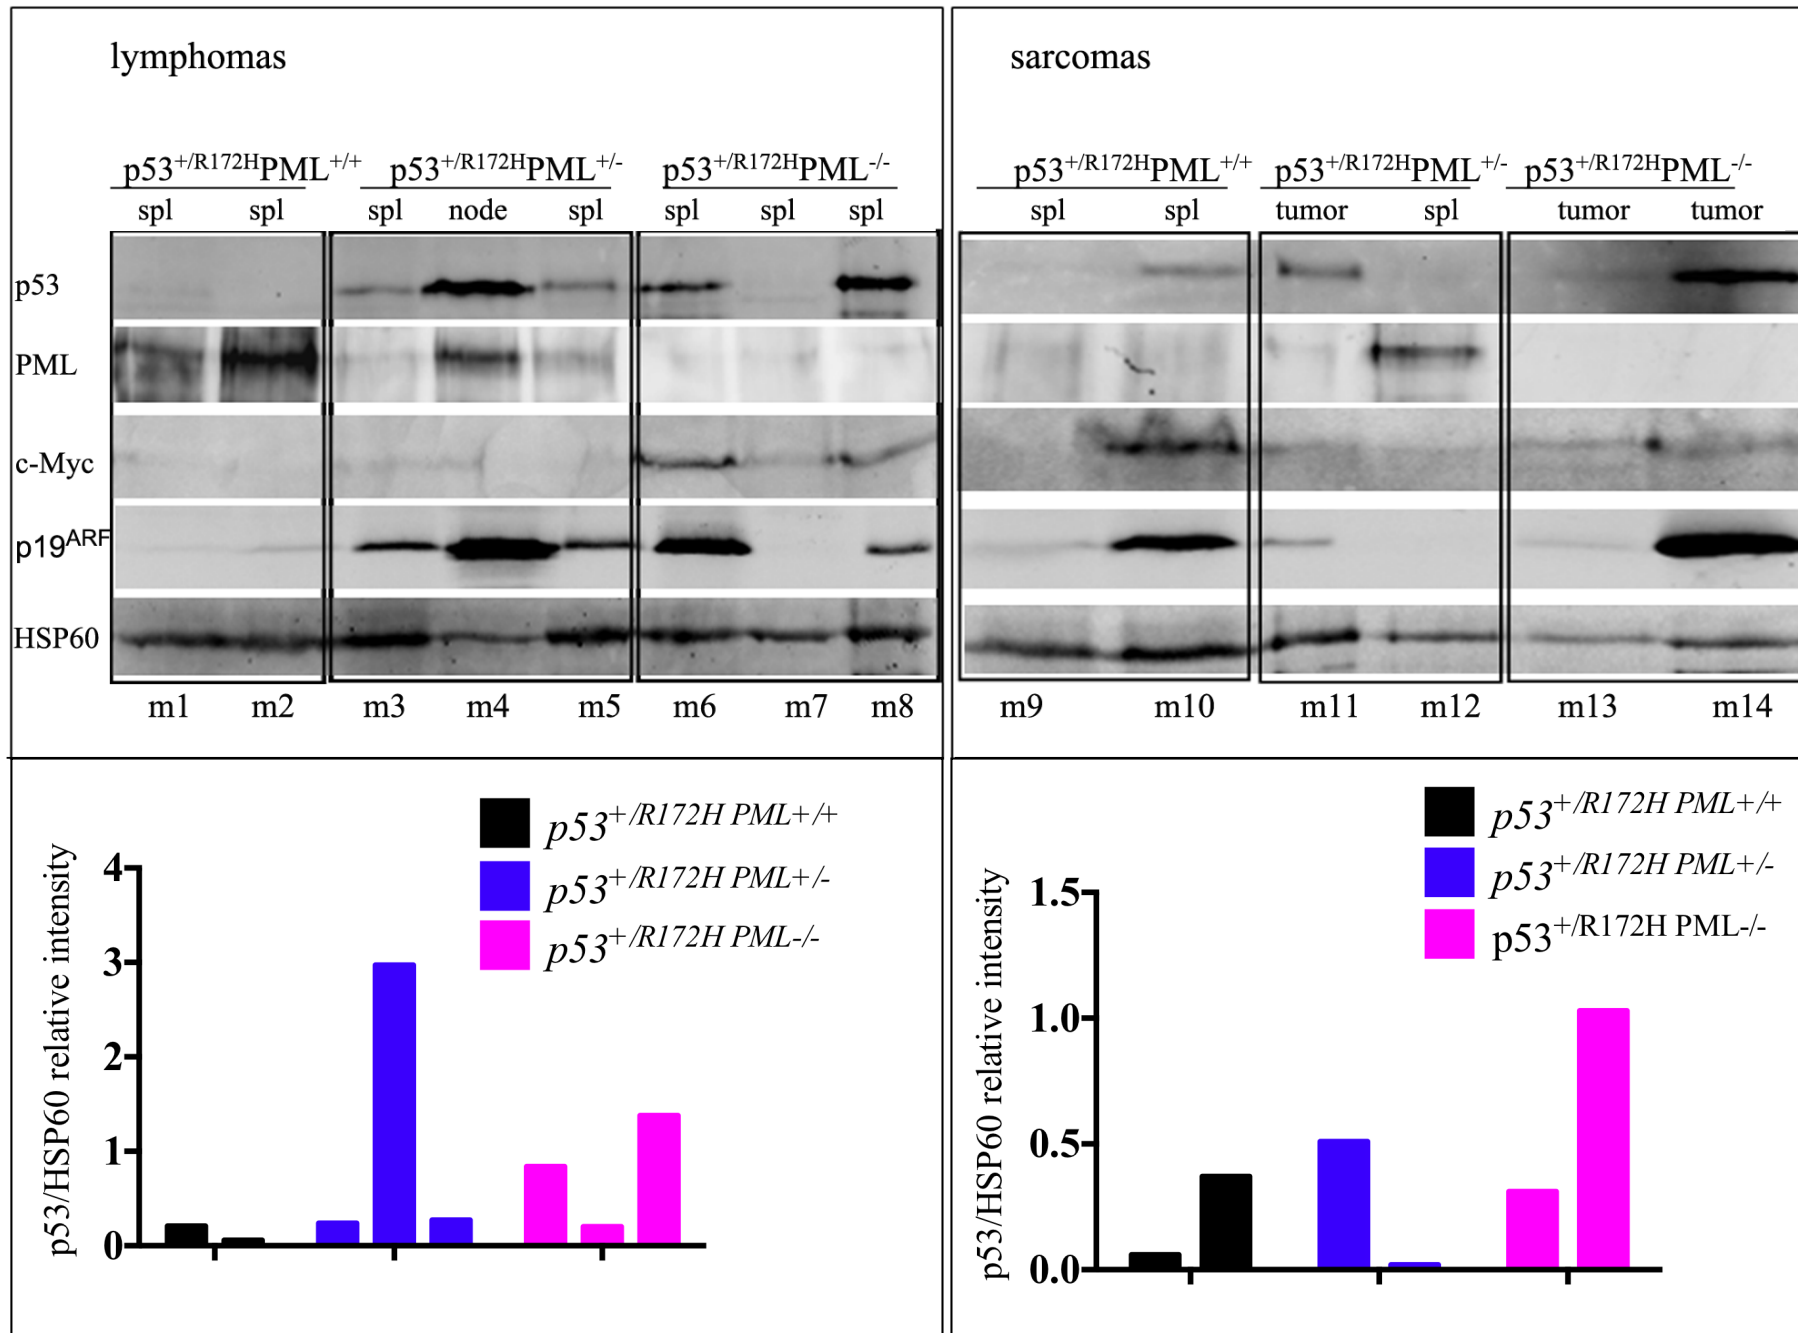 lymphomas
p53+/R172HPML+/+ p53+/R172HPML+/- p53+/R172HPML-/-
spl spl spl node spl spl spl spl
p53
PML
c-Myc
p19ARF
HSP60
m1 m2 m3 m4 m5 m6 m7 m8
sarcomas
p53+/R172HPML+/+ p53+/R172HPML+/- p53+/R172HPML-/-
spl spl tumor spl tumor tumor
m9 m10 m11 m12 m13 m14
p53/HSP60 relative intensity
4
3
2
1
0
p53+/R172H PML+/+
p53+/R172H PML+/-
p53+/R172H PML-/-
p53/HSP60 relative intensity
1.5
1.0
0.5
0.0
p53+/R172H PML+/+
p53+/R172H PML+/-
p53+/R172H PML-/-